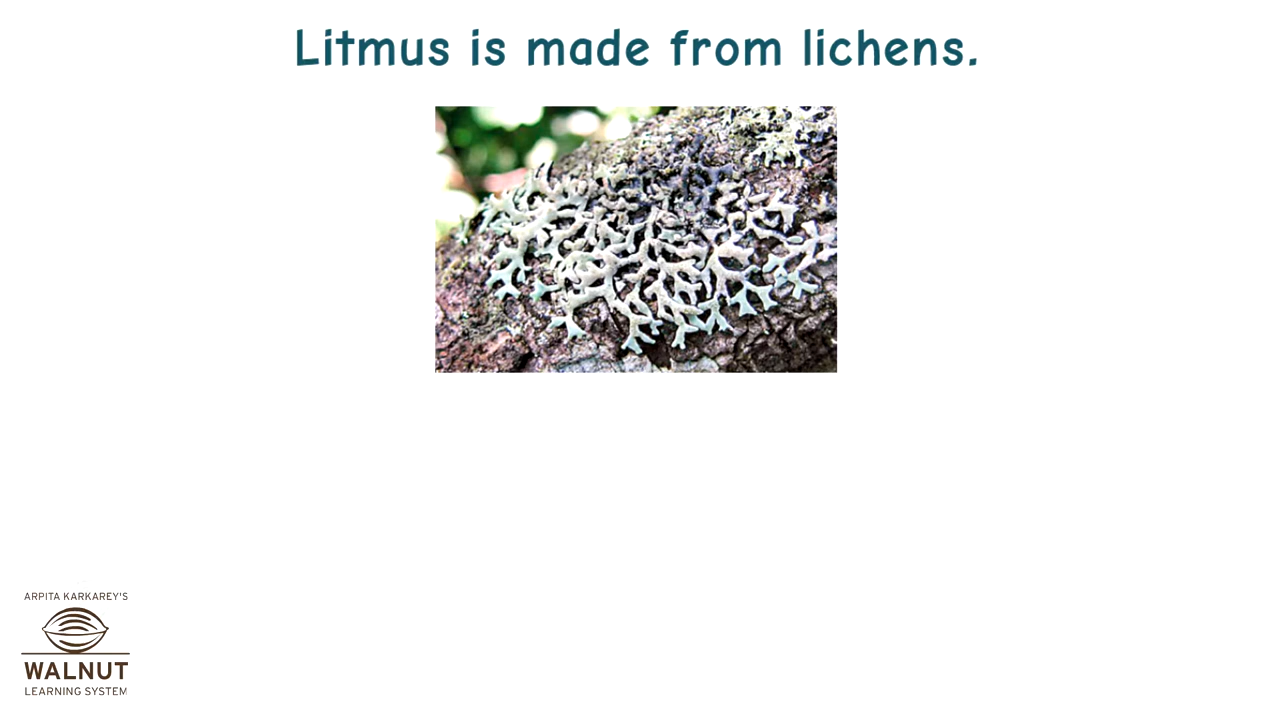 Litmus is made from lichens.
ARPITA KARKAREY'S
WALNUT
LEARNING SYSTEM